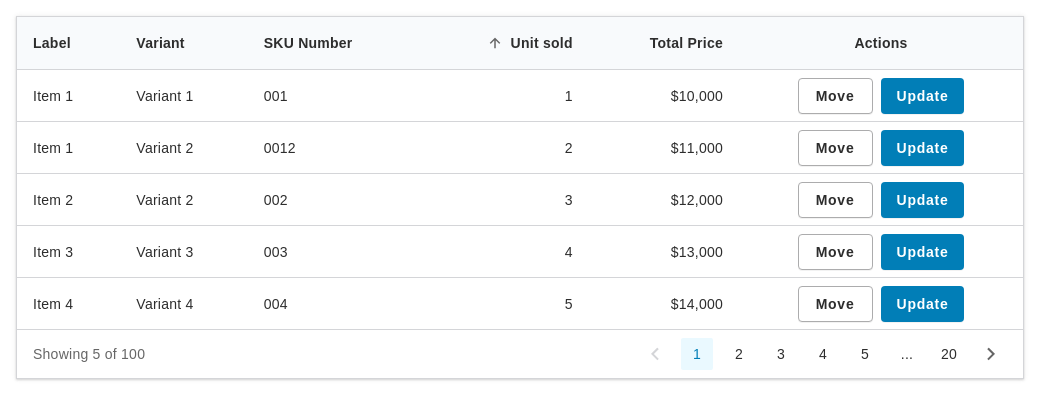 Label Variant SKU Number Unit sold Total Price Actions
Item 1 Variant 1 001 1 $10,000 Move Update
Item 1 Variant 2 0012 2 $11,000 Move Update
Item 2 Variant 2 002 3 $12,000 Move Update
Item 3 Variant 3 003 4 $13,000 Move Update
Item 4 Variant 4 004 5 $14,000 Move Update
Showing 5 of 100 1 2 3 4 5 ... 20